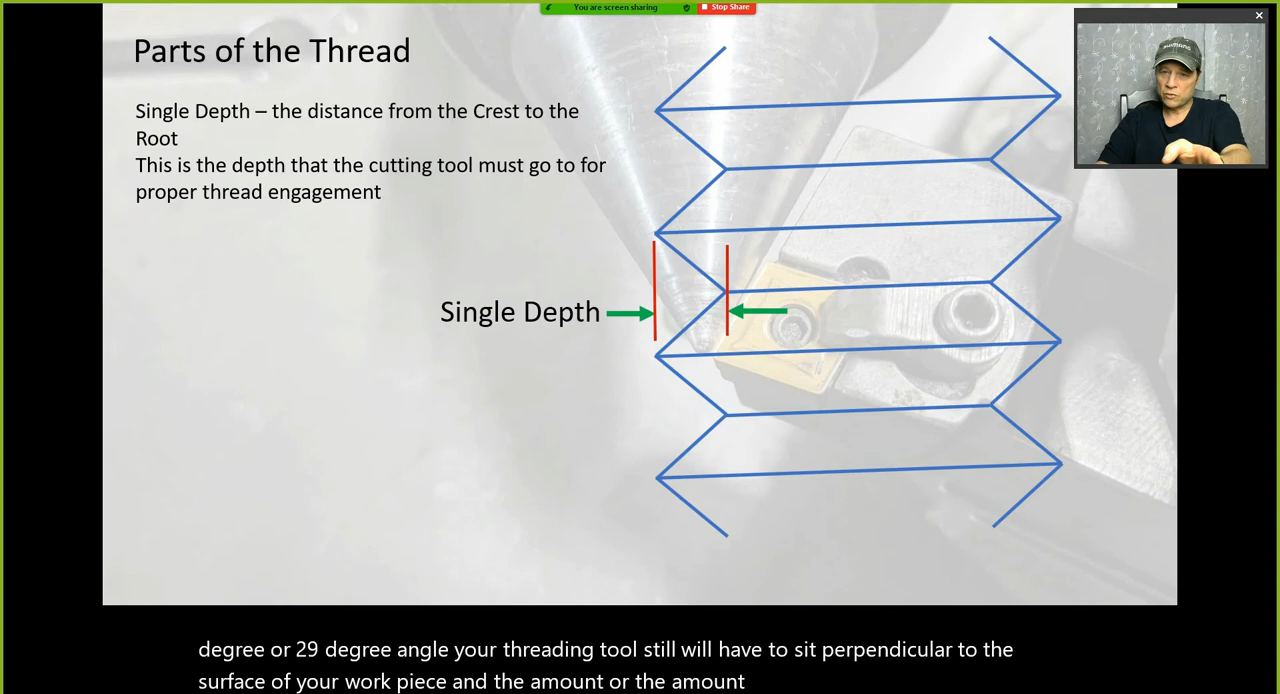 You are screen sharing
Stop Share
Parts of the Thread
Single Depth – the distance from the Crest to the
Root
This is the depth that the cutting tool must go to for
proper thread engagement
Single Depth
degree or 29 degree angle your threading tool still will have to sit perpendicular to the
surface of your work piece and the amount or the amount